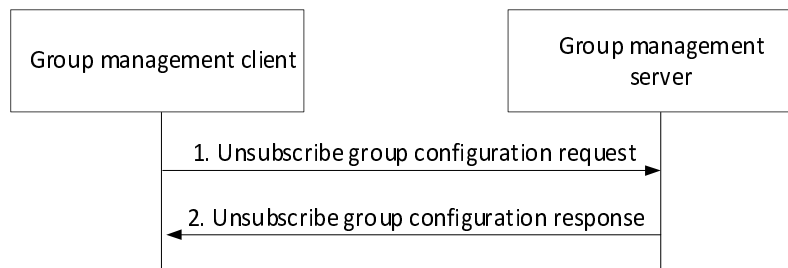 Group management client
Group management
server
1. Unsubscribe group configuration request
2. Unsubscribe group configuration response